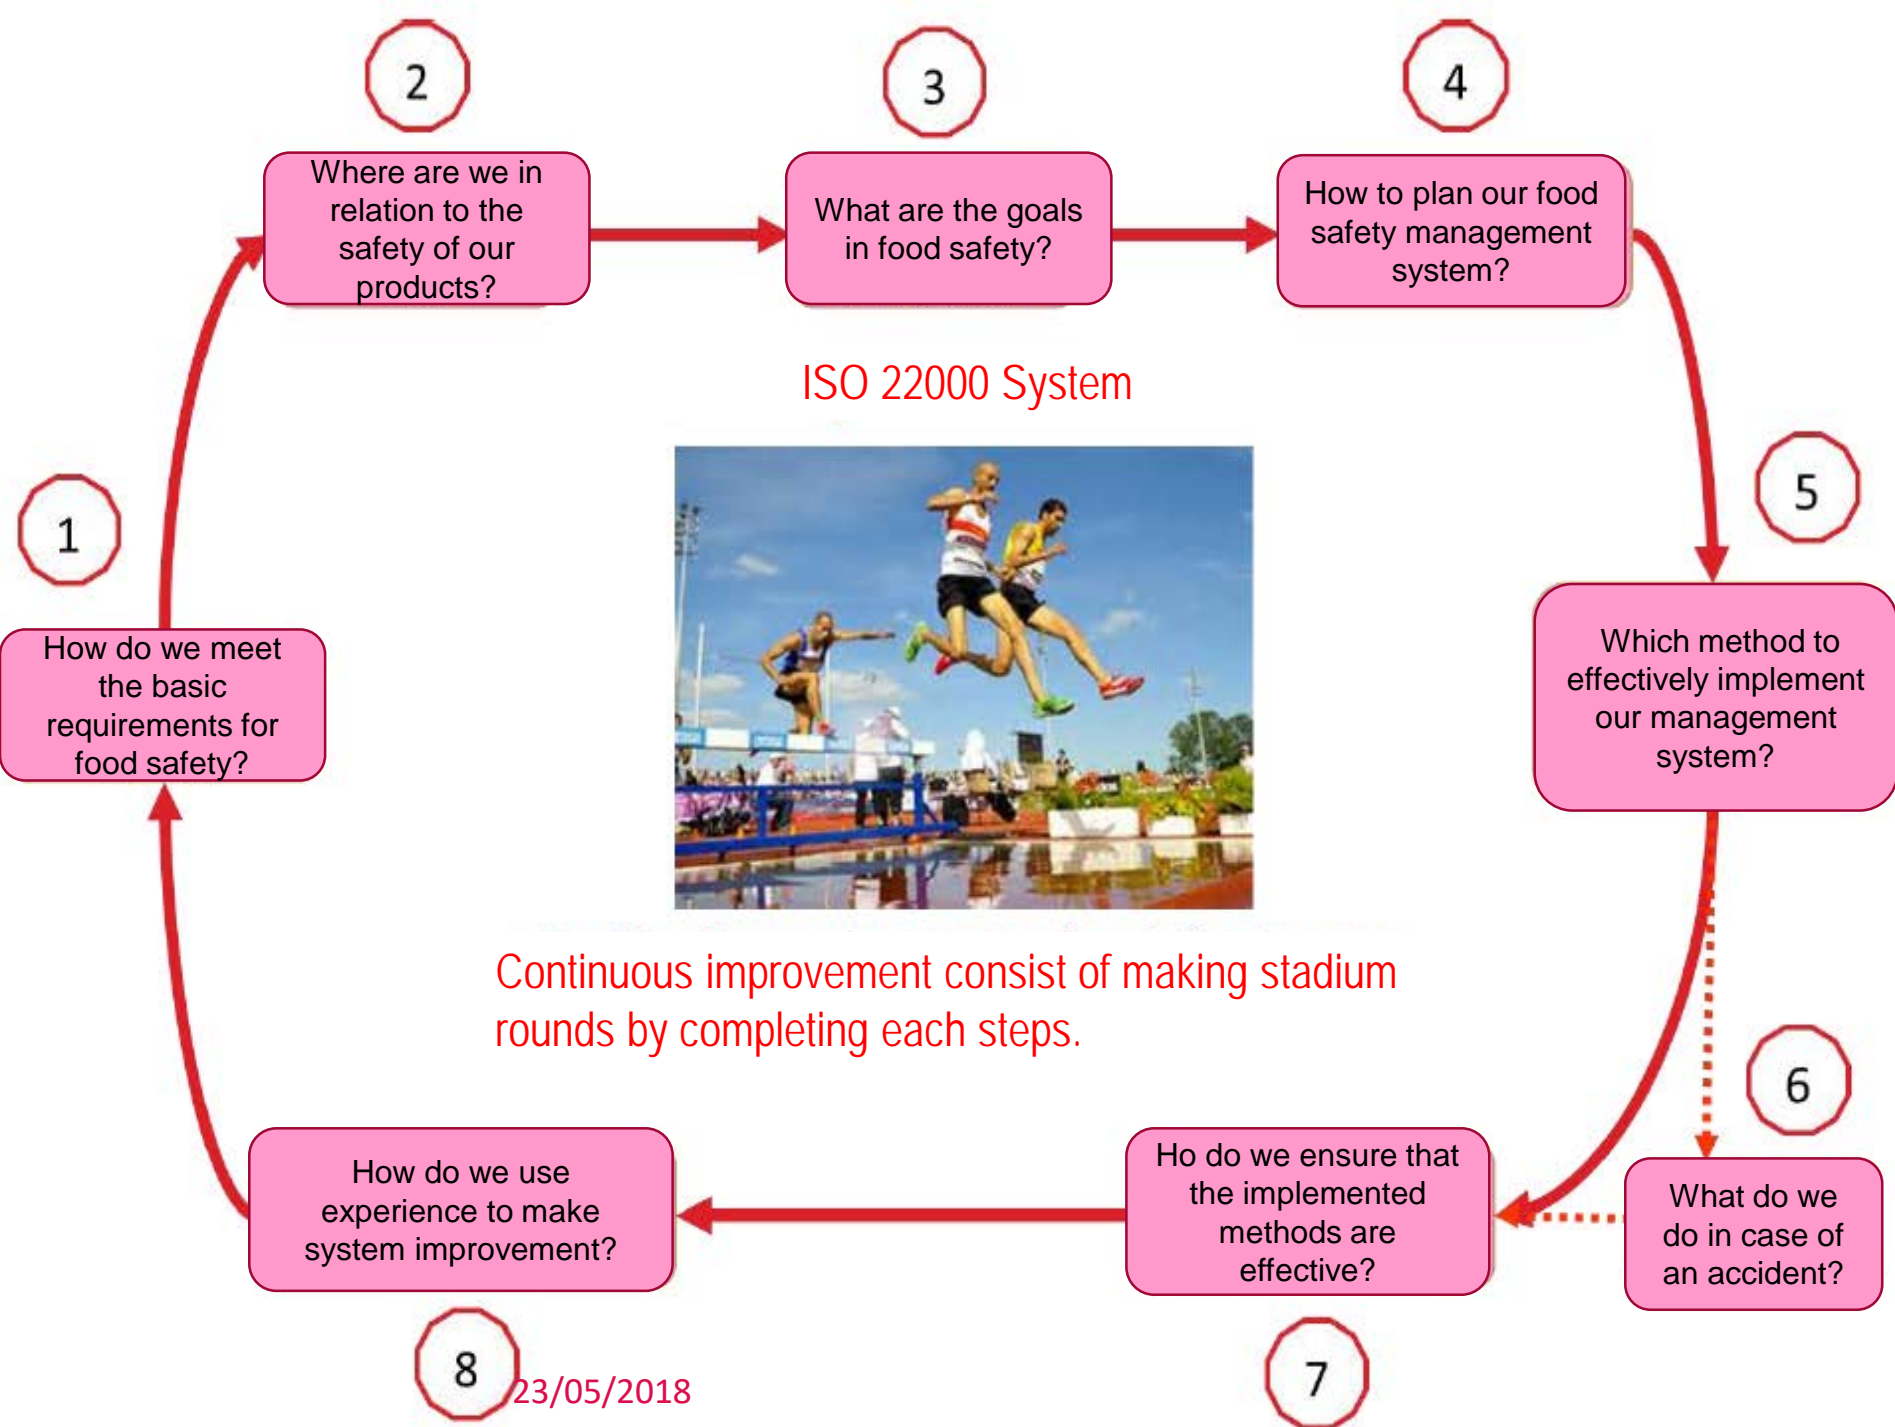 2
3
4
Where are we in
relation to the
safety of our
products?
What are the goals
in food safety?
How to plan our food
safety management
system?
ISO 22000 System
1
5
How do we meet
the basic
requirements for
food safety?
Which method to
effectively implement
our management
system?
Continuous improvement consist of making stadium
rounds by completing each steps.
6
How do we use
experience to make
system improvement?
Ho do we ensure that
the implemented
methods are
effective?
What do we
do in case of
an accident?
8
23/05/2018
7